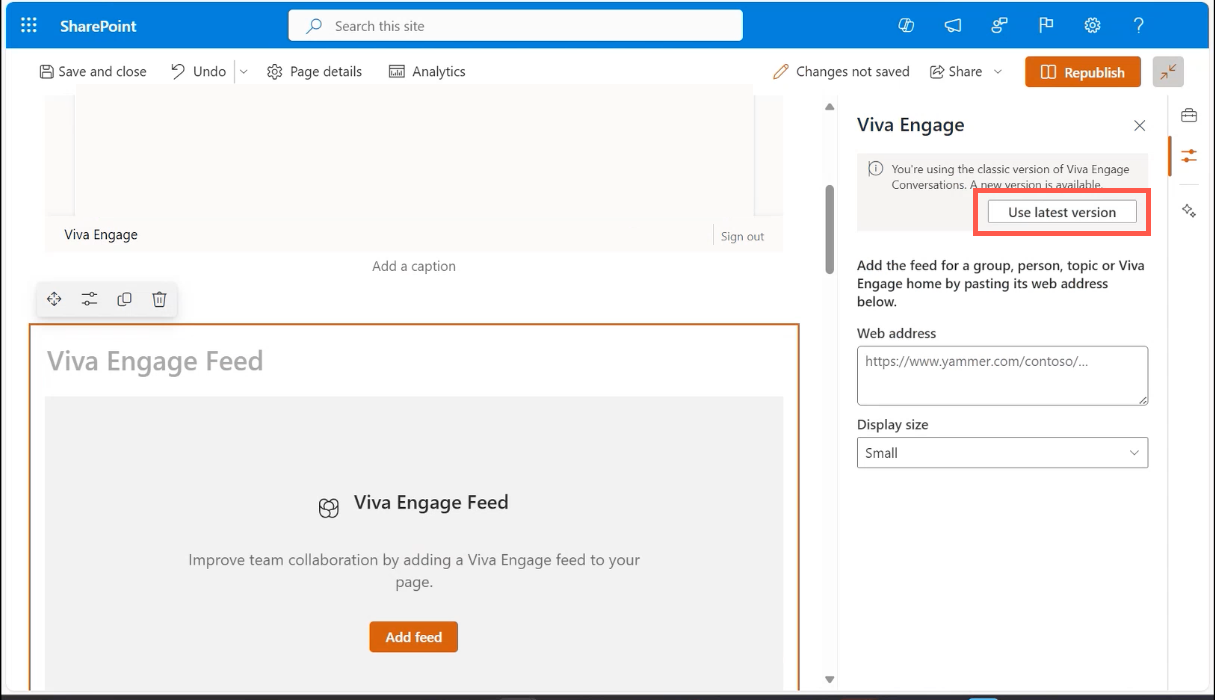 SharePoint
Search this site
Save and close
Undo
Page details
Analytics
Changes not saved
Share
Republish
Viva Engage
Sign out
Add a caption
Viva Engage Feed
Viva Engage Feed
Improve team collaboration by adding a Viva Engage feed to your
page.
Add feed
Viva Engage
You're using the classic version of Viva Engage
Conversations. A new version is available.
Use latest version
Add the feed for a group, person, topic or Viva
Engage home by pasting its web address
below.
Web address
https://www.yammer.com/contoso/...
Display size
Small